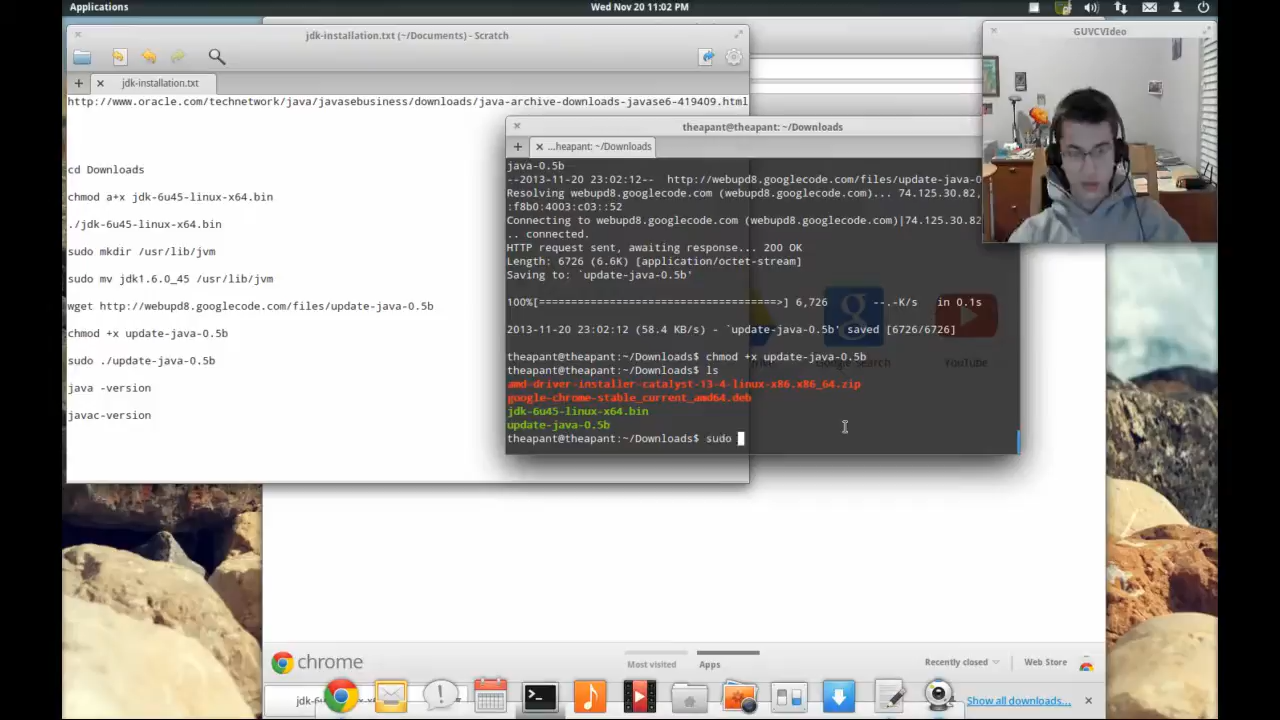 Applications
Wed Nov 20 11:02 PM
jdk-installation.txt (~/Documents) - Scratch
jdk-installation.txt
http://www.oracle.com/technetwork/java/javasebusiness/downloads/java-archive-downloads-javase6-419409.html
cd Downloads
chmod a+x jdk-6u45-linux-x64.bin
./jdk-6u45-linux-x64.bin
sudo mkdir /usr/lib/jvm
sudo mv jdk1.6.0_45 /usr/lib/jvm
wget http://webupd8.googlecode.com/files/update-java-0.5b
chmod +x update-java-0.5b
sudo ./update-java-0.5b
java -version
javac-version
theapant@theapant: ~/Downloads
...heapant: ~/Downloads
java-0.5b
--2013-11-20 23:02:12-- http://webupd8.googlecode.com/files/update-java-0
Resolving webupd8.googlecode.com (webupd8.googlecode.com)... 74.125.30.82,
:f8b0:4003:c03::52
Connecting to webupd8.googlecode.com (webupd8.googlecode.com)|74.125.30.82
.. connected.
HTTP request sent, awaiting response... 200 OK
Length: 6726 (6.6K) [application/octet-stream]
Saving to: `update-java-0.5b'
100%[=====================================>] 6,726 --.-K/s in 0.1s
2013-11-20 23:02:12 (58.4 KB/s) - `update-java-0.5b' saved [6726/6726]
theapant@theapant:~/Downloads$ chmod +x update-java-0.5b
theapant@theapant:~/Downloads$ ls
amd-driver-installer-catalyst-13-4-linux-x86.x86_64.zip
google-chrome-stable_current_amd64.deb
jdk-6u45-linux-x64.bin
update-java-0.5b
theapant@theapant:~/Downloads$ sudo
Google Search
YouTube
GUVCVIdeo
chrome
Most visited
Apps
Recently closed
Web Store
jdk-6
Show all downloads...